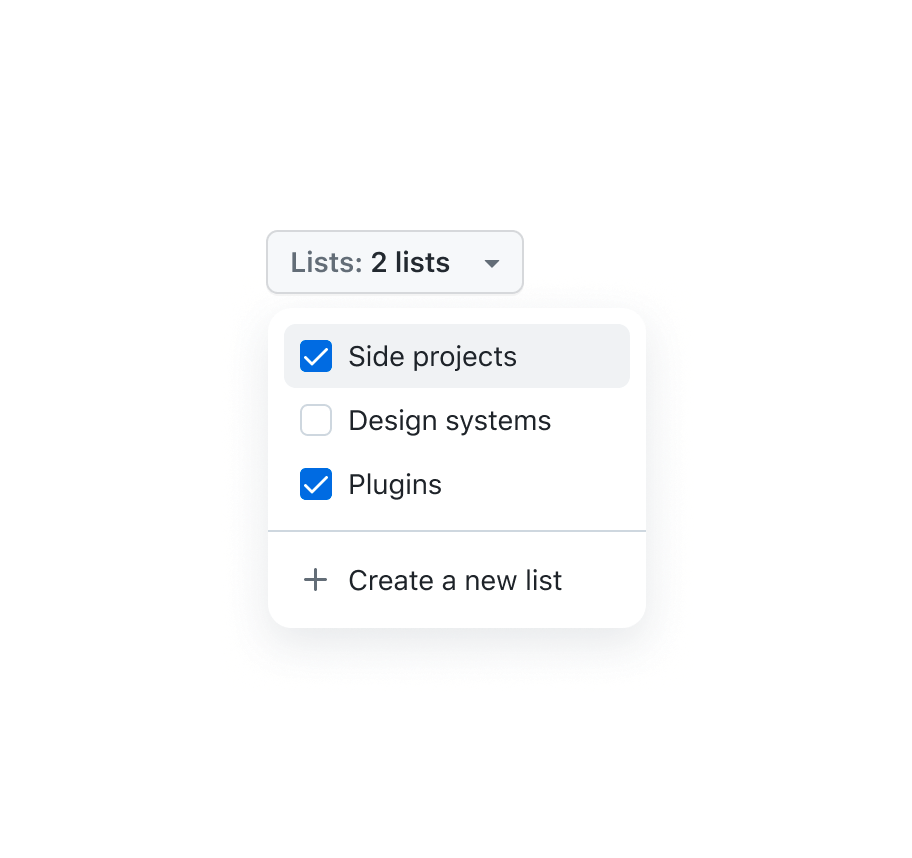 Lists: 2 lists
Side projects
Design systems
Plugins
Create a new list